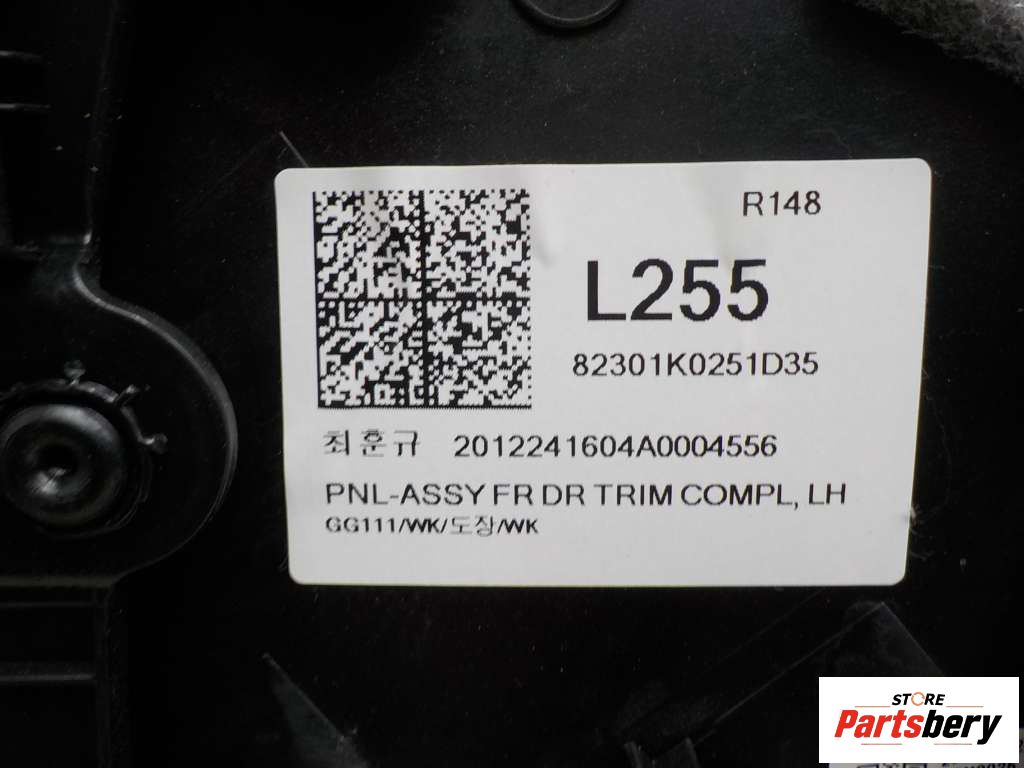 R148
L255
82301K0251D35
최훈규 2012241604A0004556
PNL-ASSY FR DR TRIM COMPL, LH
GG111/WK/도장/WK
STORE
Partsbery